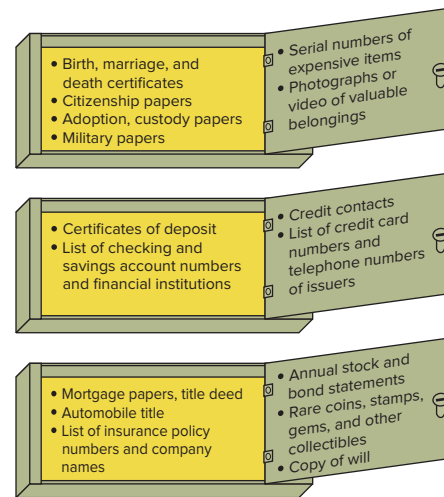 • Birth, marriage, and
death certificates
• Citizenship papers
• Adoption, custody papers
• Military papers
• Serial numbers of
expensive items
• Photographs or
video of valuable
belongings
• Certificates of deposit
• List of checking and
savings account numbers
and financial institutions
• Credit contacts
• List of credit card
numbers and
telephone numbers
of issuers
• Mortgage papers, title deed
• Automobile title
• List of insurance policy
numbers and company
names
• Annual stock and
bond statements
• Rare coins, stamps,
gems, and other
collectibles
• Copy of will